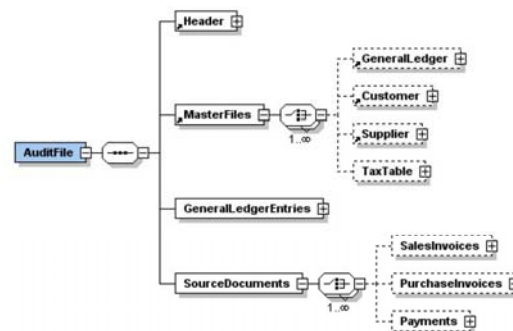 Header
GeneralLedger
Customer
MasterFiles
1..∞
Supplier
AuditFile
TaxTable
GeneralLedgerEntries
SalesInvoices
SourceDocuments
PurchaseInvoices
1..∞
Payments